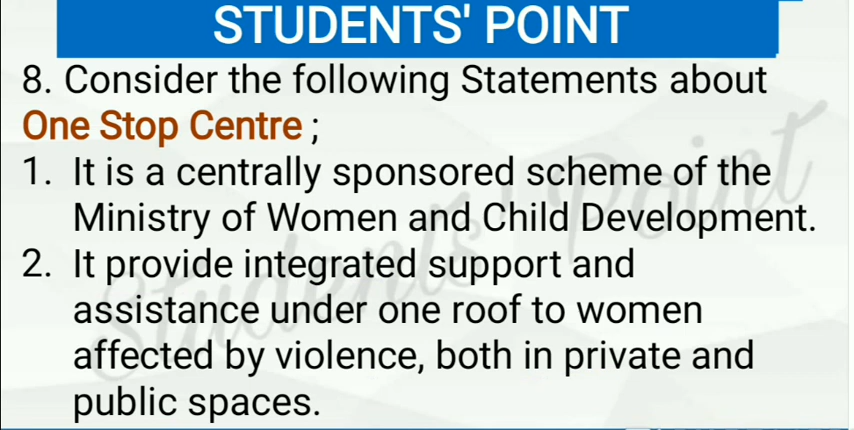 STUDENTS' POINT
8. Consider the following Statements about
One Stop Centre ;
1. It is a centrally sponsored scheme of the
Ministry of Women and Child Development.
2. It provide integrated support and
assistance under one roof to women
affected by violence, both in private and
public spaces.
Students' Point